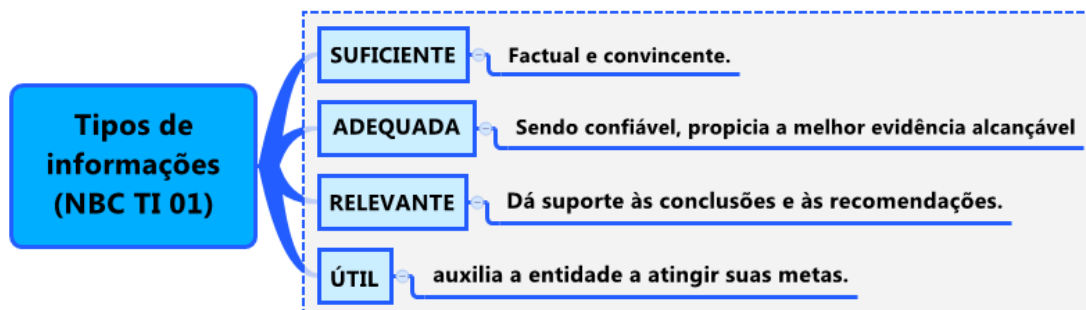 Tipos de
informações
(NBC TI 01)
SUFICIENTE
Factual e convincente.
ADEQUADA
Sendo confiável, propicia a melhor evidência alcançável
RELEVANTE
Dá suporte às conclusões e às recomendações.
ÚTIL
auxilia a entidade a atingir suas metas.